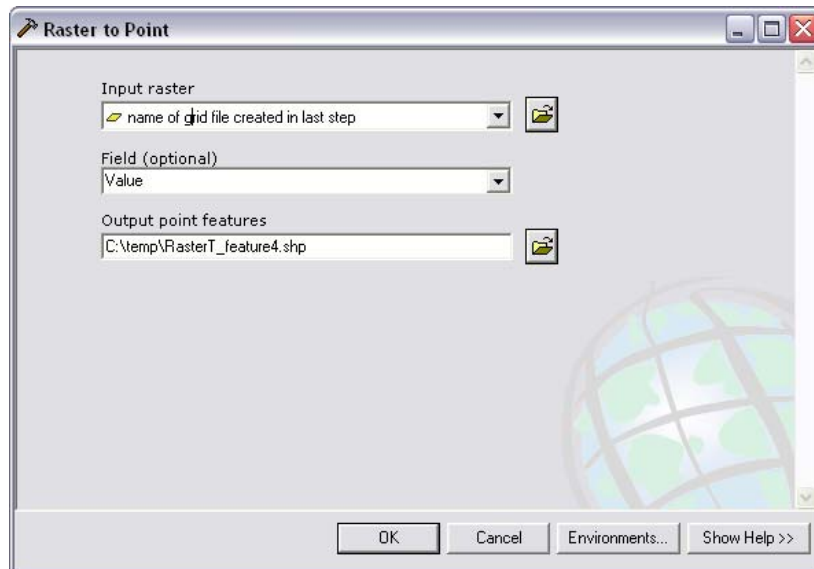 Raster to Point
Input raster
name of grid file created in last step
Field (optional)
Value
Output point features
C:\temp\RasterT_feature4.shp
OK Cancel Environments... Show Help >>